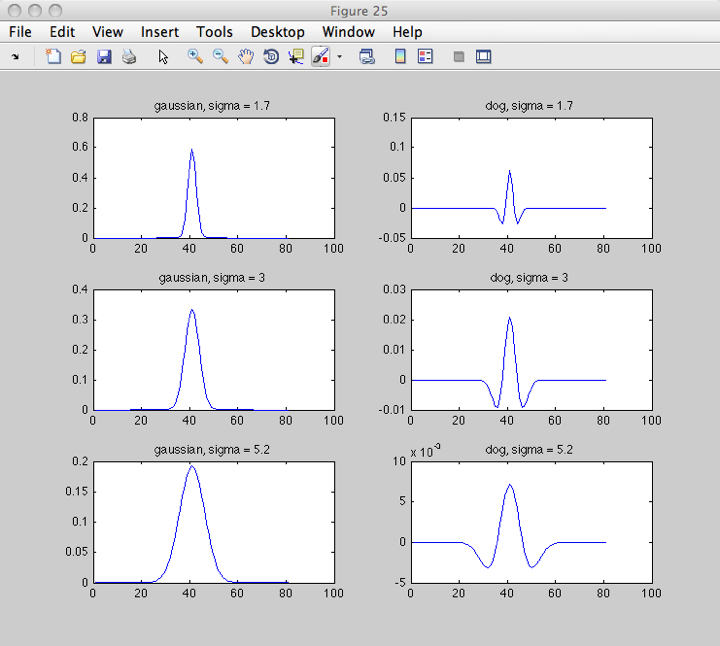 Figure 25
File Edit View Insert Tools Desktop Window Help
gaussian, sigma = 1.7
0.8
0.6
0.4
0.2
0
0 20 40 60 80 100
dog, sigma = 1.7
0.15
0.1
0.05
0
-0.05
0 20 40 60 80 100
gaussian, sigma = 3
0.4
0.3
0.2
0.1
0
0 20 40 60 80 100
dog, sigma = 3
0.03
0.02
0.01
0
-0.01
0 20 40 60 80 100
gaussian, sigma = 5.2
0.2
0.15
0.1
0.05
0
0 20 40 60 80 100
x 10⁻³
dog, sigma = 5.2
10
5
0
-5
0 20 40 60 80 100